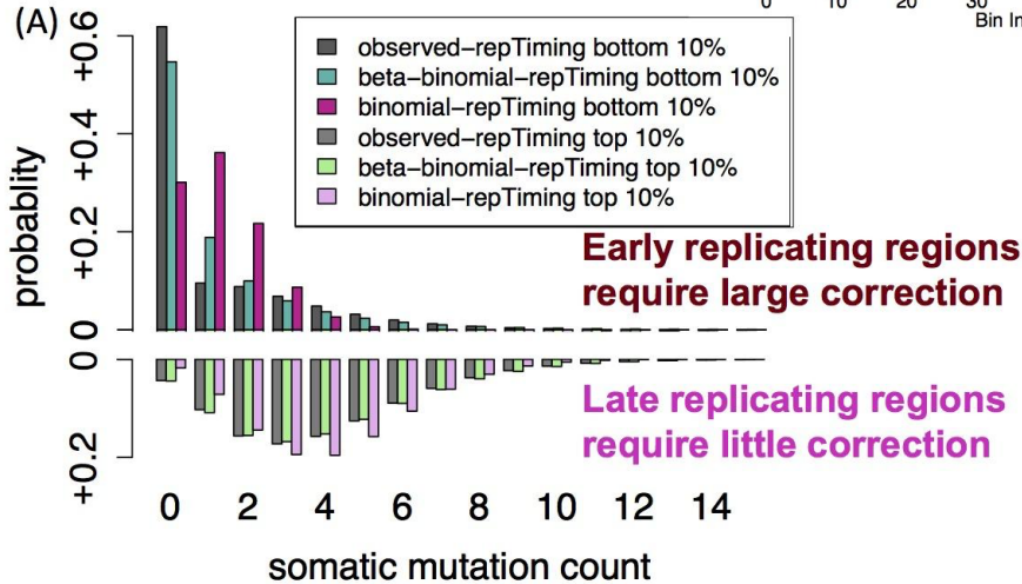 (A)
0 10 20 30
Bin In
+0.6
+0.4
+0.2
0
0
+0.2
probablity
observed-repTiming bottom 10%
beta-binomial-repTiming bottom 10%
binomial-repTiming bottom 10%
observed-repTiming top 10%
beta-binomial-repTiming top 10%
binomial-repTiming top 10%
Early replicating regions
require large correction
Late replicating regions
require little correction
0 2 4 6 8 10 12 14
somatic mutation count